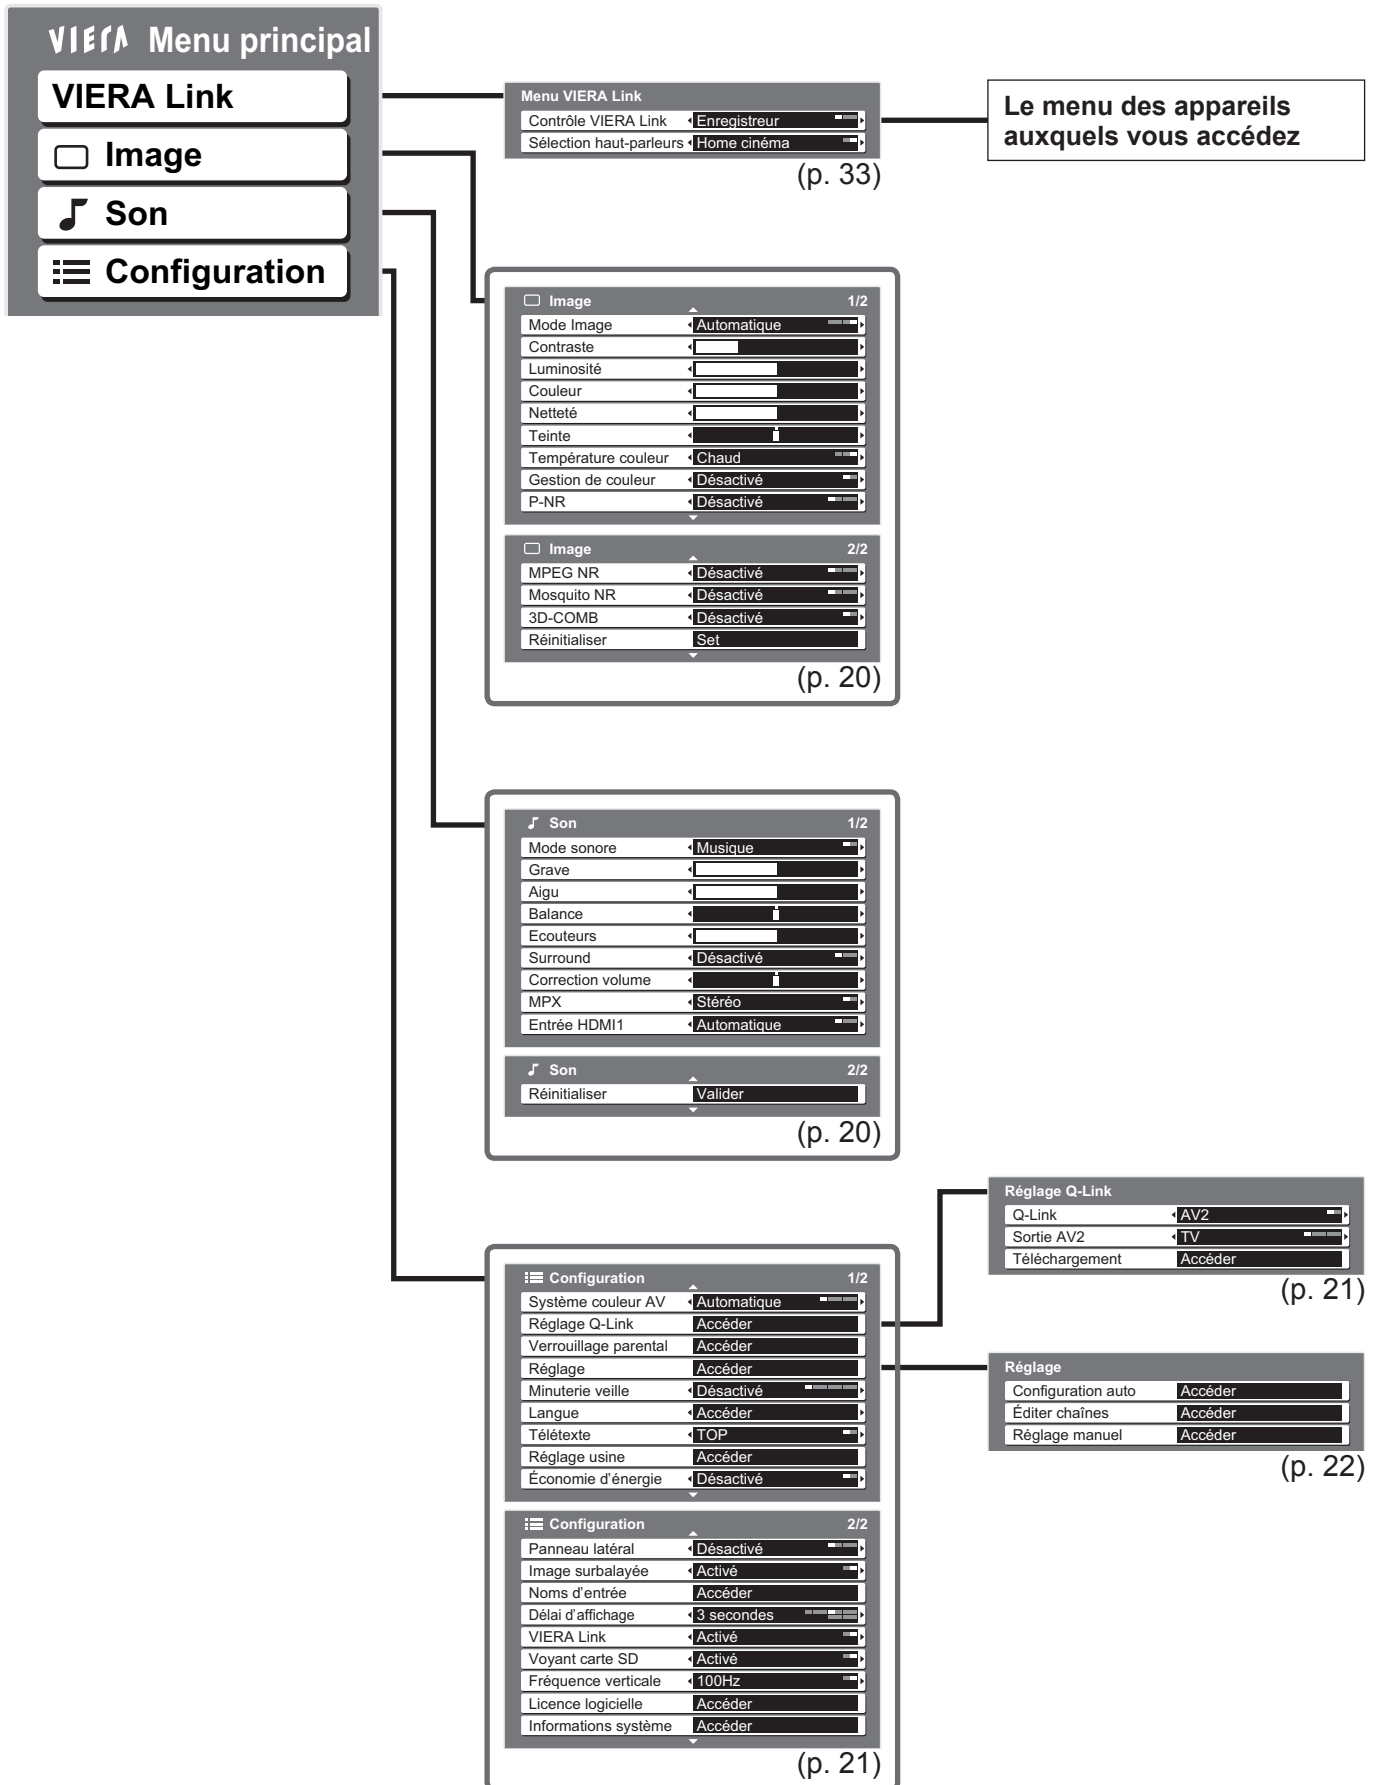 VIERA Menu principal
VIERA Link
Image
Son
Configuration
Menu VIERA Link
Contrôle VIERA Link Enregistreur
Sélection haut-parleurs Home cinéma
(p. 33)
Le menu des appareils
auxquels vous accédez
Image 1/2
Mode Image Automatique
Contraste
Luminosité
Couleur
Netteté
Teinte
Température couleur Chaud
Gestion de couleur Désactivé
P-NR Désactivé
Image 2/2
MPEG NR Désactivé
Mosquito NR Désactivé
3D-COMB Désactivé
Réinitialiser Set
(p. 20)
Son 1/2
Mode sonore Musique
Grave
Aigu
Balance
Ecouteurs
Surround Désactivé
Correction volume
MPX Stéréo
Entrée HDMI1 Automatique
Son 2/2
Réinitialiser Valider
(p. 20)
Configuration 1/2
Système couleur AV Automatique
Réglage Q-Link Accéder
Verrouillage parental Accéder
Réglage Accéder
Minuterie veille Désactivé
Langue Accéder
Télétexte TOP
Réglage usine Accéder
Économie d'énergie Désactivé
Configuration 2/2
Panneau latéral Désactivé
Image surbalayée Activé
Noms d'entrée Accéder
Délai d'affichage 3 secondes
VIERA Link Activé
Voyant carte SD Activé
Fréquence verticale 100Hz
Licence logicielle Accéder
Informations système Accéder
(p. 21)
Réglage Q-Link
Q-Link AV2
Sortie AV2 TV
Téléchargement Accéder
(p. 21)
Réglage
Configuration auto Accéder
Éditer chaînes Accéder
Réglage manuel Accéder
(p. 22)